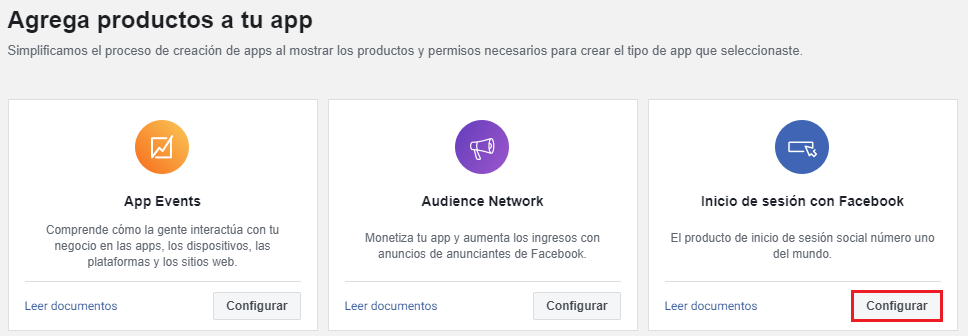 Agrega productos a tu app
Simplificamos el proceso de creación de apps al mostrar los productos y permisos necesarios para crear el tipo de app que seleccionaste.
App Events
Comprende cómo la gente interactúa con tu
negocio en las apps, los dispositivos, las
plataformas y los sitios web.
Leer documentos
Configurar
Audience Network
Monetiza tu app y aumenta los ingresos con
anuncios de anunciantes de Facebook.
Leer documentos
Configurar
Inicio de sesión con Facebook
El producto de inicio de sesión social número uno
del mundo.
Leer documentos
Configurar